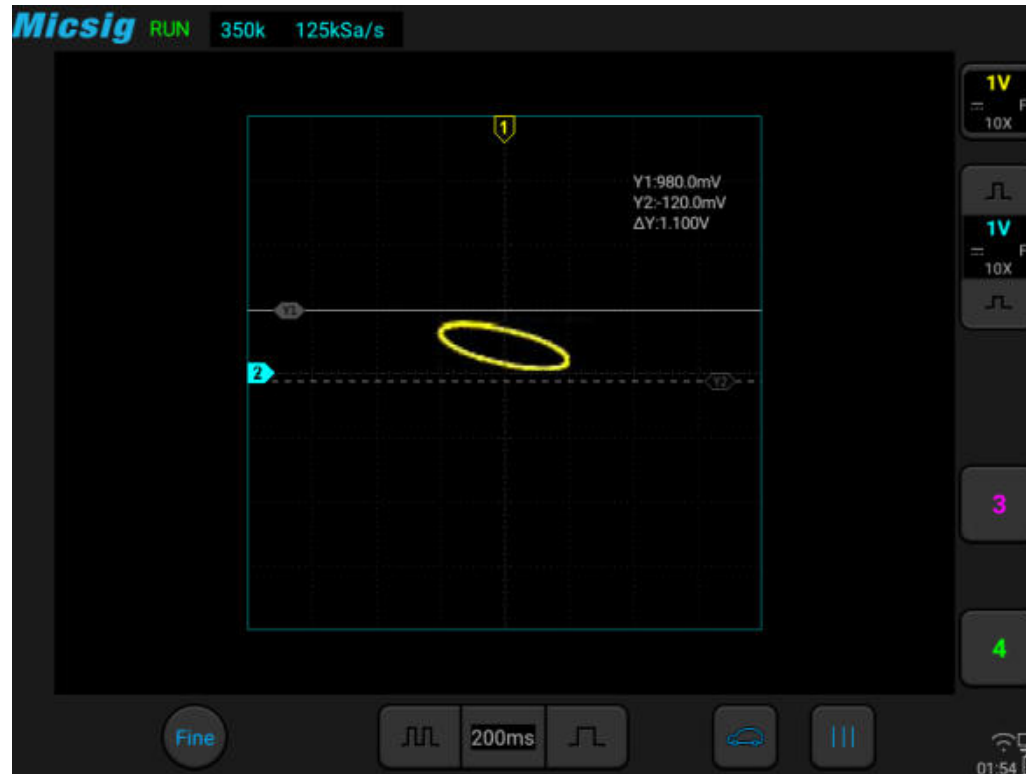 Micsig RUN 350k 125kSa/s
1V
F
10X
1
Y1:980.0mV
Y2:-120.0mV
ΔY:1.100V
1V
F
10X
Y1
2
Y2
3
4
Fine
200ms
01:54